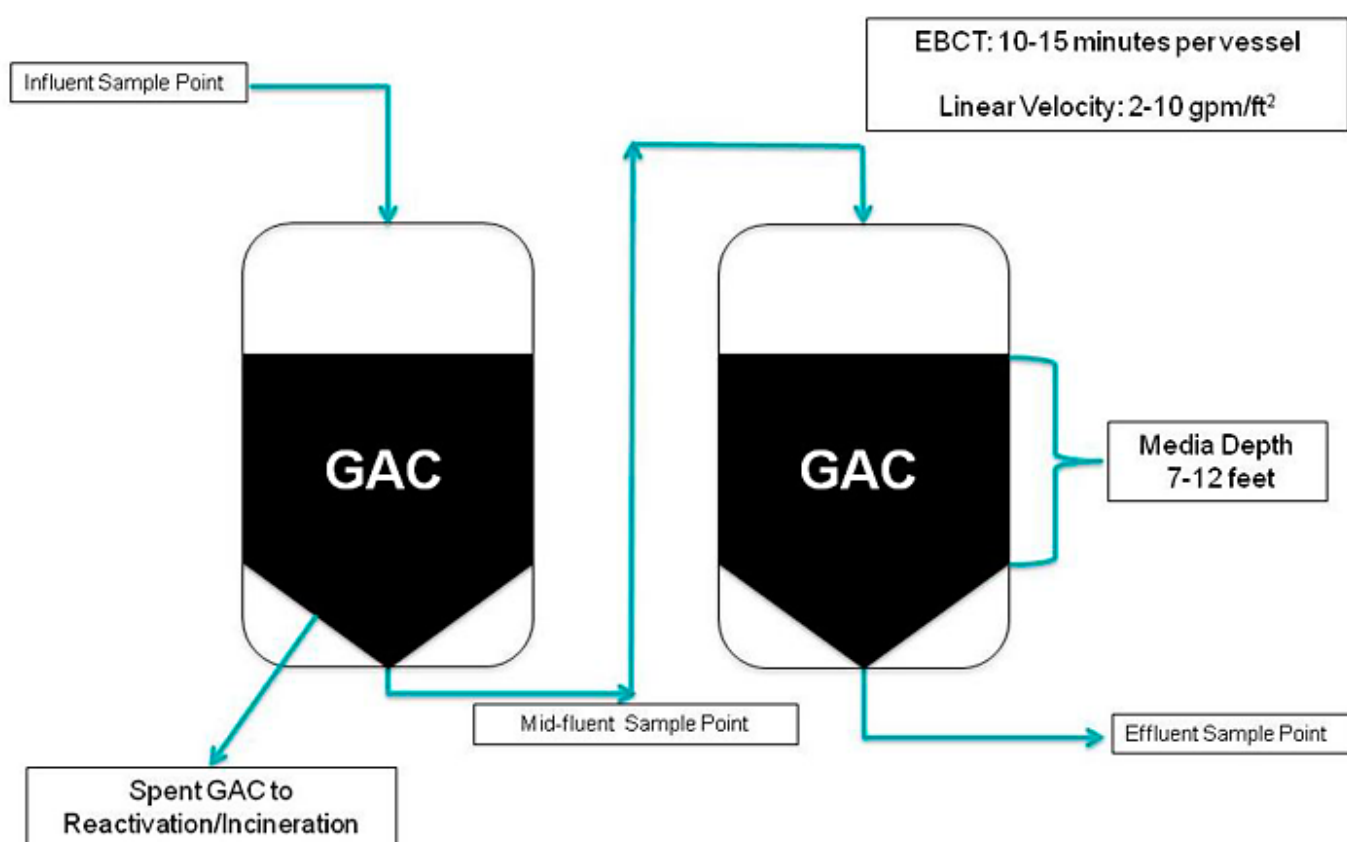 EBCT: 10-15 minutes per vessel
Linear Velocity: 2-10 gpm/ft²
Influent Sample Point
GAC
GAC
Media Depth
7-12 feet
Mid-fluent Sample Point
Effluent Sample Point
Spent GAC to
Reactivation/Incineration